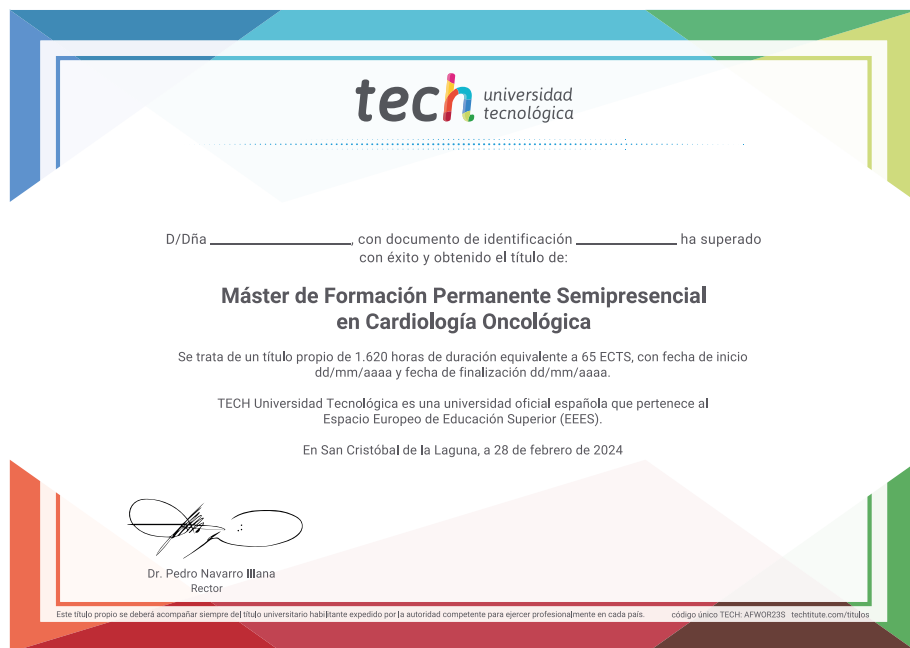 tech universidad
tecnológica
D/Dña ____________, con documento de identificación ____________ ha superado
con éxito y obtenido el título de:
Máster de Formación Permanente Semipresencial
en Cardiología Oncológica
Se trata de un título propio de 1.620 horas de duración equivalente a 65 ECTS, con fecha de inicio
dd/mm/aaaa y fecha de finalización dd/mm/aaaa.
TECH Universidad Tecnológica es una universidad oficial española que pertenece al
Espacio Europeo de Educación Superior (EEES).
En San Cristóbal de la Laguna, a 28 de febrero de 2024
Dr. Pedro Navarro Illana
Rector
Este título propio se deberá acompañar siempre del título universitario habilitante expedido por la autoridad competente para ejercer profesionalmente en cada país. código único TECH: AFWOR23S techtitute.com/titulos